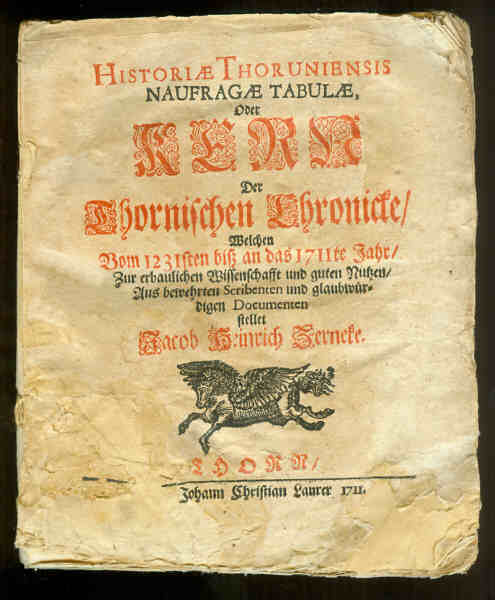 HISTORIÆ THORUNIENSIS
NAUFRAGÆ TABULÆ,
Oder
KERN
Der
Thornischen Chronicke/
Welchen
Vom 1231sten biß an das 1711te Jahr/
Zur erbaulichen Wissenschafft und guten Nutzen/
Aus bewehrten Scribenten und glaubwür-
digen Documenten
stellet
Jacob Heinrich Zernecke.
THORN/
Johann Christian Laurer 1711.